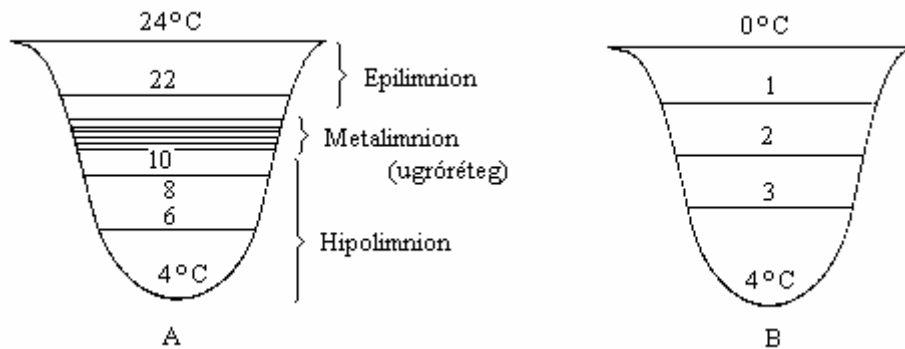 24°C
22
10
8
6
4°C
A
Epilimnion
Metalimnion
(ugróréteg)
Hipolimnion
0°C
1
2
3
4°C
B